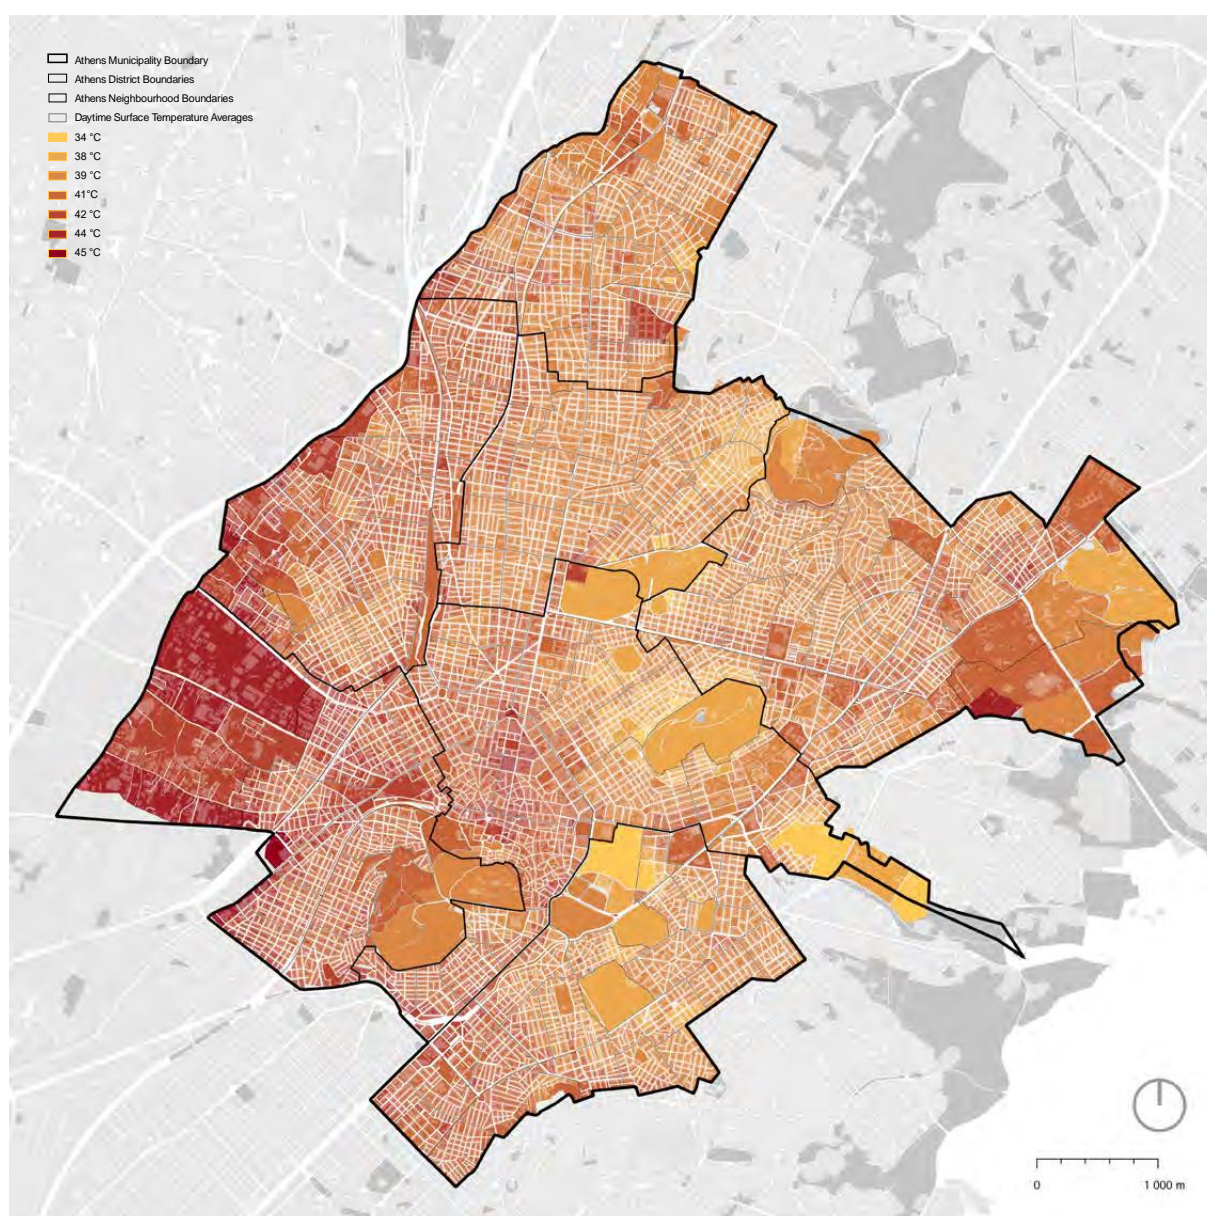 Athens Municipality Boundary
Athens District Boundaries
Athens Neighbourhood Boundaries
Daytime Surface Temperature Averages
34 °C
38 °C
39 °C
41°C
42 °C
44 °C
45 °C
0 1 000 m